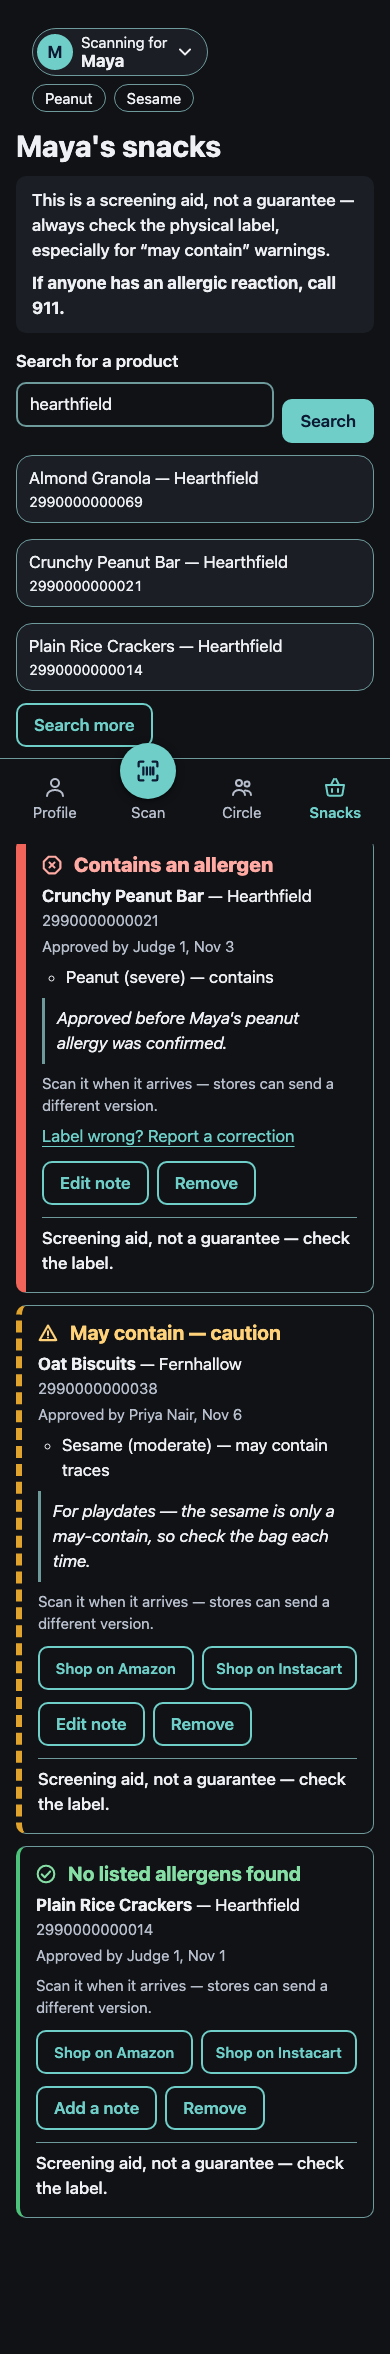 M
Scanning for
Maya
Peanut
Sesame
Maya's snacks
This is a screening aid, not a guarantee —
always check the physical label,
especially for “may contain” warnings.
If anyone has an allergic reaction, call
911.
Search for a product
hearthfield
Search
Almond Granola — Hearthfield
2990000000069
Crunchy Peanut Bar — Hearthfield
2990000000021
Plain Rice Crackers — Hearthfield
2990000000014
Search more
Profile
Scan
Circle
Snacks
Contains an allergen
Crunchy Peanut Bar — Hearthfield
2990000000021
Approved by Judge 1, Nov 3
Peanut (severe) — contains
Approved before Maya's peanut
allergy was confirmed.
Scan it when it arrives — stores can send a
different version.
Label wrong? Report a correction
Edit note
Remove
Screening aid, not a guarantee — check
the label.
May contain — caution
Oat Biscuits — Fernhallow
2990000000038
Approved by Priya Nair, Nov 6
Sesame (moderate) — may contain
traces
For playdates — the sesame is only a
may-contain, so check the bag each
time.
Scan it when it arrives — stores can send a
different version.
Shop on Amazon
Shop on Instacart
Edit note
Remove
Screening aid, not a guarantee — check
the label.
No listed allergens found
Plain Rice Crackers — Hearthfield
2990000000014
Approved by Judge 1, Nov 1
Scan it when it arrives — stores can send a
different version.
Shop on Amazon
Shop on Instacart
Add a note
Remove
Screening aid, not a guarantee — check
the label.